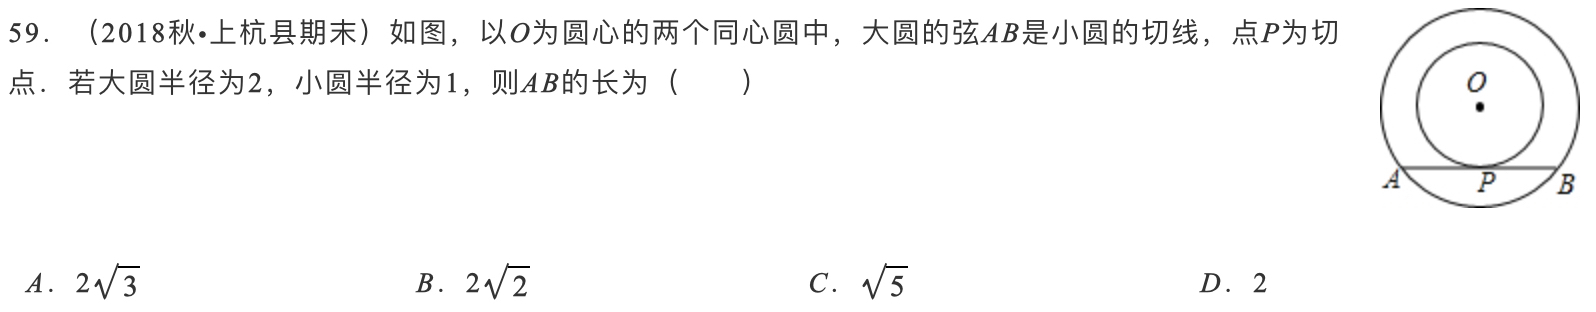 59．（2018秋•上杭县期末）如图，以O为圆心的两个同心圆中，大圆的弦AB是小圆的切线，点P为切
点．若大圆半径为2，小圆半径为1，则AB的长为（　　）
O
A P B
A．2√3 B．2√2 C．√5 D．2